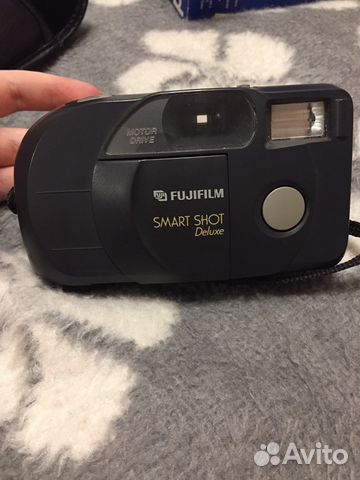 MOTOR
DRIVE
FUJIFILM
SMART SHOT
Deluxe
Avito